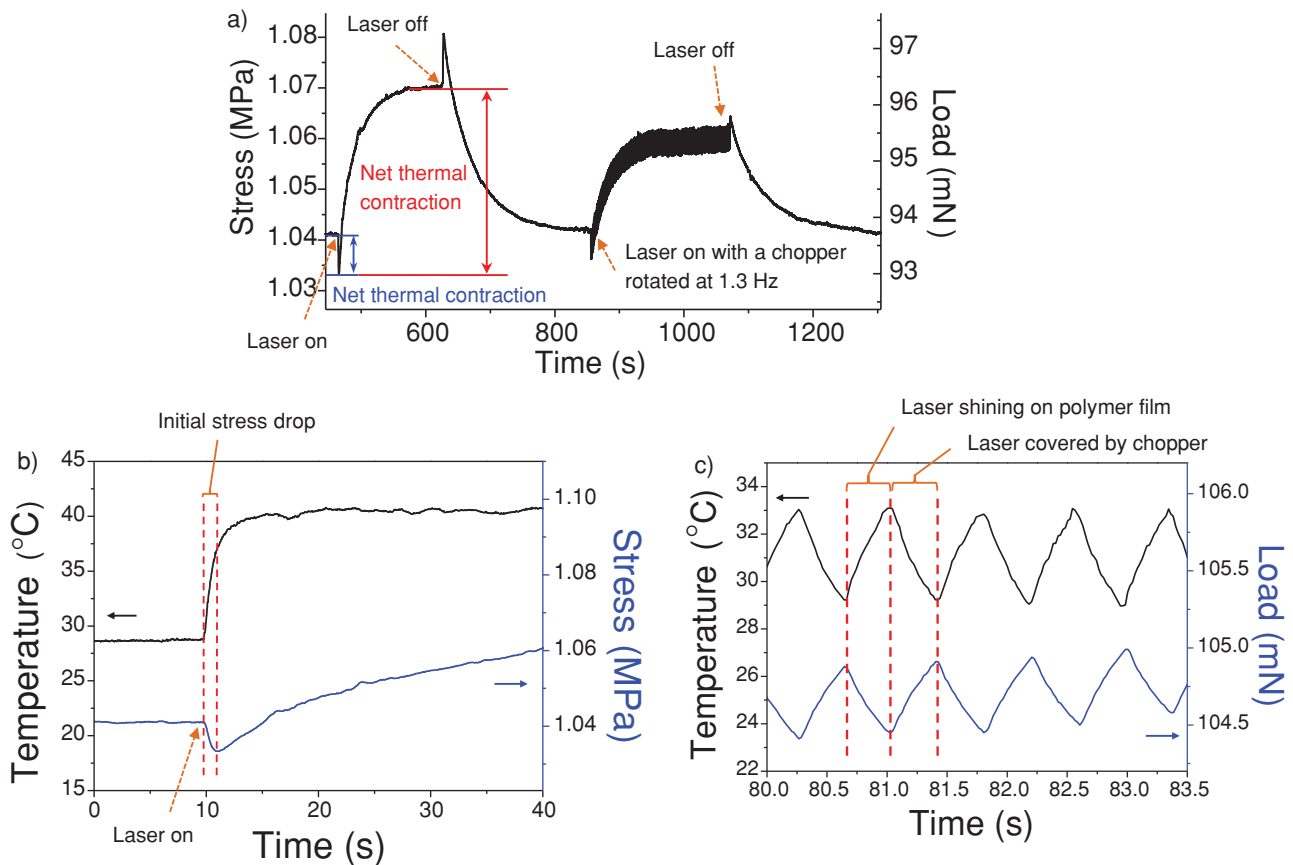 a)
Laser off
Laser off
1.08
1.07
1.06
1.05
1.04
1.03
Stress (MPa)
97
96
95
94
93
Load (mN)
Net thermal
contraction
Net thermal contraction
Laser on with a chopper
rotated at 1.3 Hz
Laser on
600
800
1000
1200
Time (s)
Initial stress drop
b)
45
40
35
30
25
20
15
Temperature (°C)
1.10
1.08
1.06
1.04
Stress (MPa)
0
10
20
30
40
Laser on
Time (s)
Laser shining on polymer film
Laser covered by chopper
c)
34
32
30
28
26
24
22
Temperature (°C)
106.0
105.5
105.0
104.5
Load (mN)
80.0
80.5
81.0
81.5
82.0
82.5
83.0
83.5
Time (s)